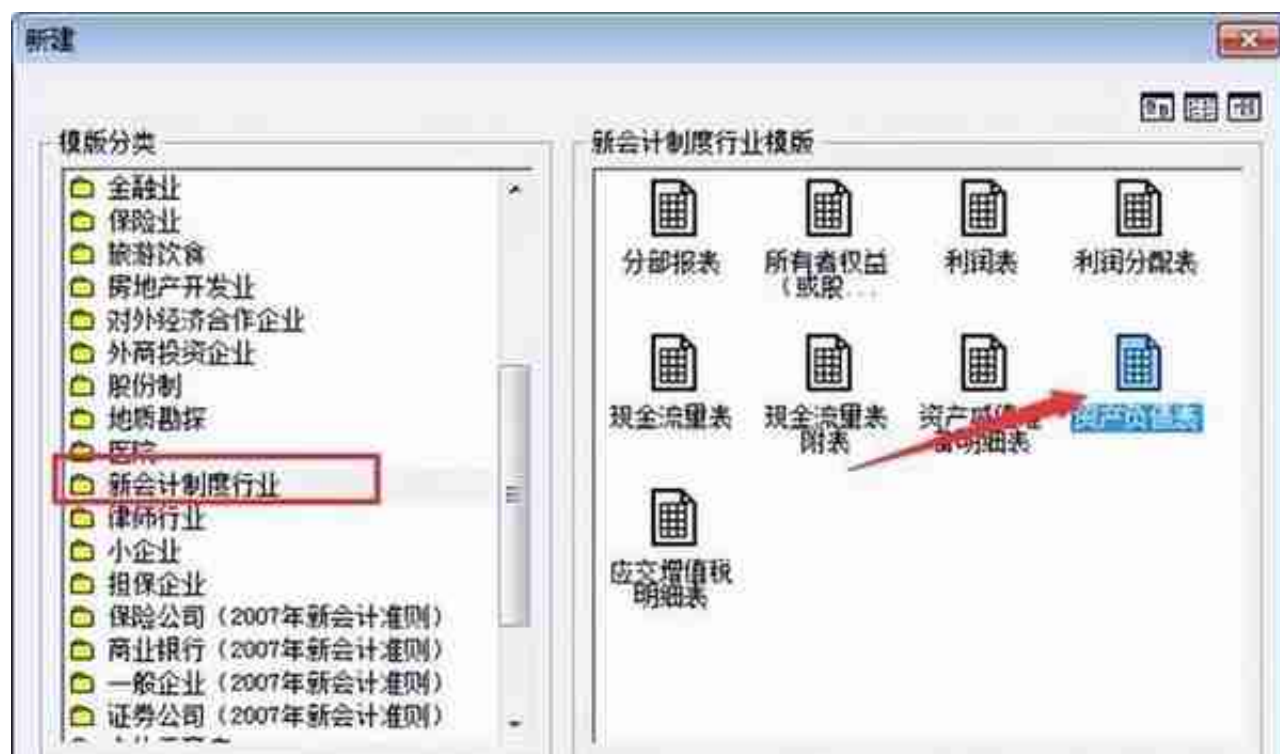 新建
模版分类
金融业
保险业
旅游饮食
房地产开发业
对外经济合作企业
外商投资企业
股份制
地质勘探
医院
新会计制度行业
律师行业
小企业
担保企业
保险公司（2007年新会计准则）
商业银行（2007年新会计准则）
一般企业（2007年新会计准则）
证券公司（2007年新会计准则）
新会计制度行业模版
分部报表
所有者权益
（或股...
利润表
利润分配表
现金流量表
现金流量表
附表
资产减值准
备明细表
资产负债表
应交增值税
明细表